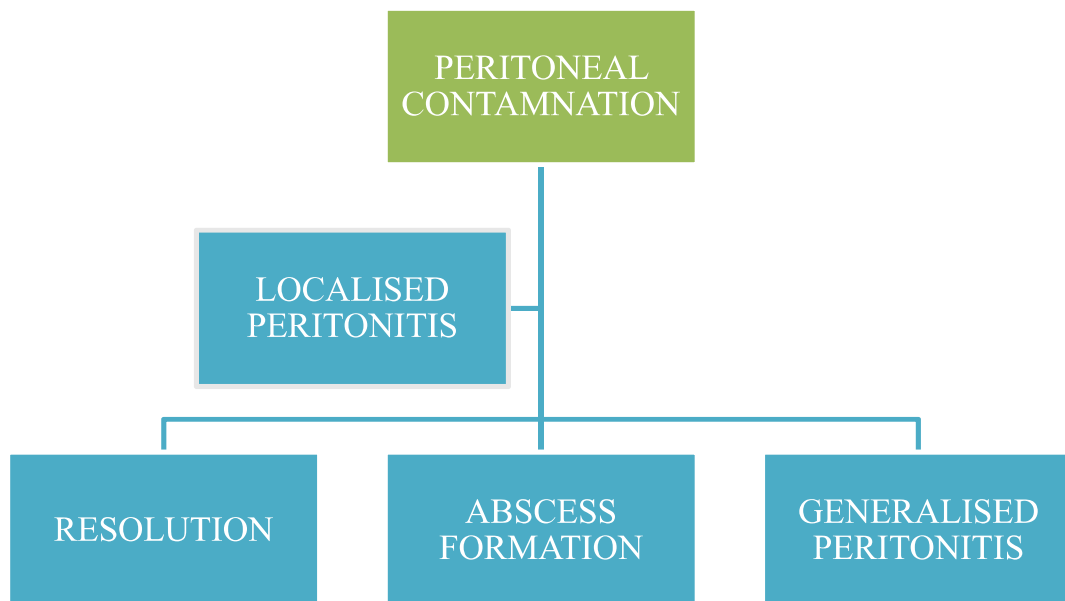 PERITONEAL
CONTAMNATION
LOCALISED
PERITONITIS
RESOLUTION
ABSCESS
FORMATION
GENERALISED
PERITONITIS